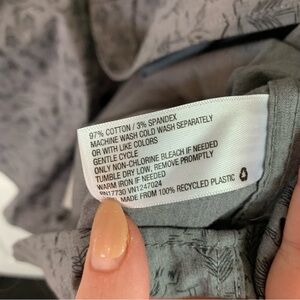 97% COTTON / 3% SPANDEX
MACHINE WASH COLD WASH SEPARATELY
OR WITH LIKE COLORS
GENTLE CYCLE
ONLY NON-CHLORINE BLEACH IF NEEDED
TUMBLE DRY LOW, REMOVE PROMPTLY
WARM IRON IF NEEDED
RN17730 VN1247024
MADE FROM 100% RECYCLED PLASTIC